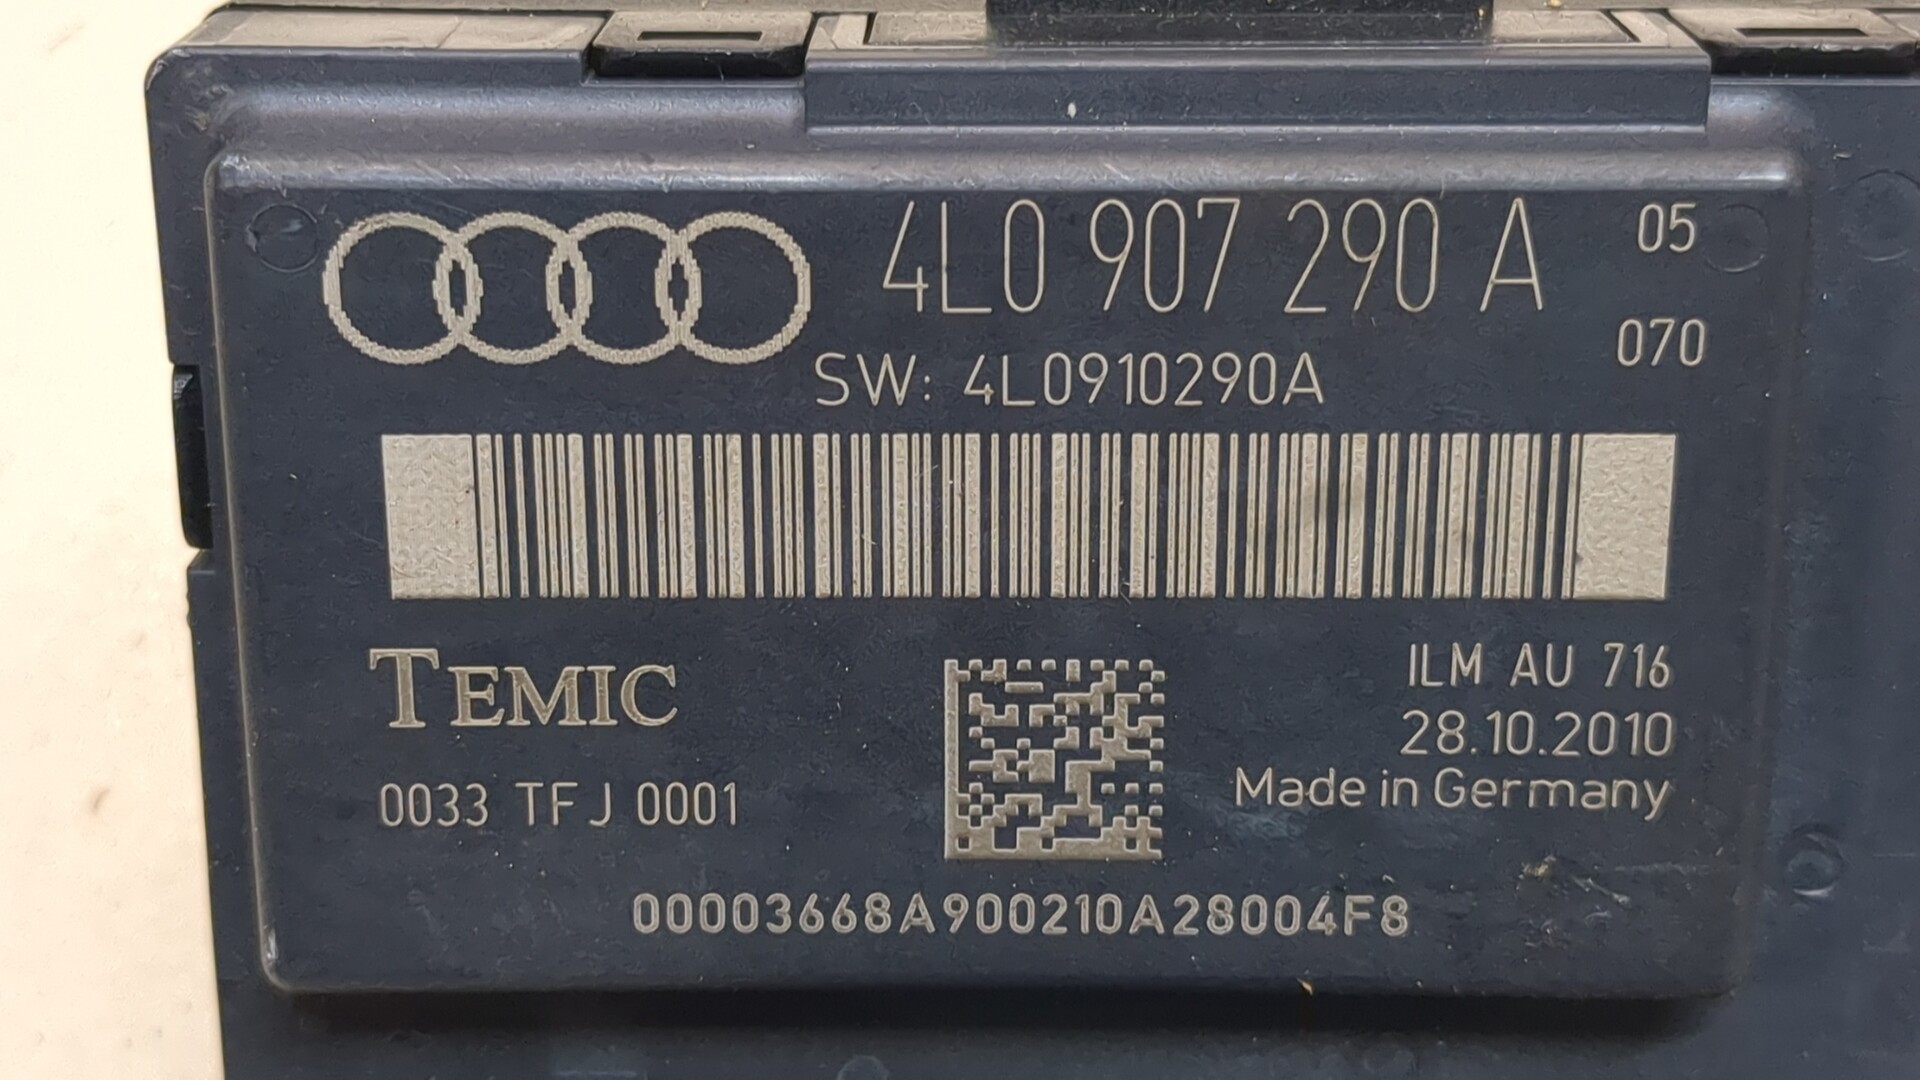 4L0 907 290 A 05
070
SW: 4L0910290A
TEMIC
ILM AU 716
28.10.2010
0033 TFJ 0001
Made in Germany
00003668A900210A28004F8